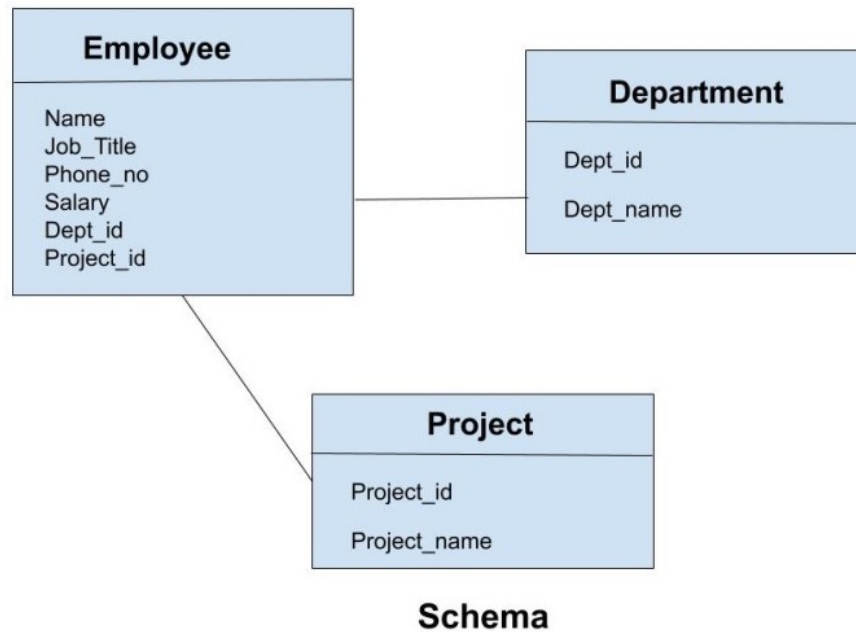 Employee
Name
Job_Title
Phone_no
Salary
Dept_id
Project_id
Department
Dept_id
Dept_name
Project
Project_id
Project_name
Schema